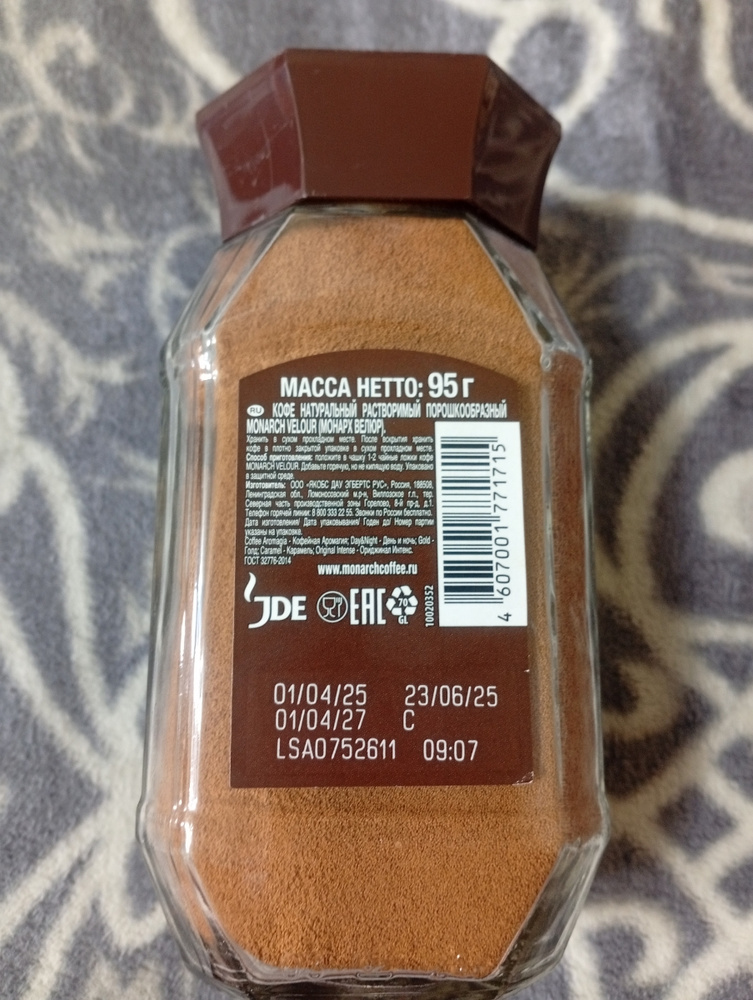 МАССА НЕТТО: 95 г
RU КОФЕ НАТУРАЛЬНЫЙ РАСТВОРИМЫЙ ПОРОШКООБРАЗНЫЙ
MONARCH VELOUR (МОНАРХ ВЕЛЮР).
Хранить в сухом прохладном месте. После вскрытия хранить
кофе в плотно закрытой упаковке в сухом прохладном месте.
Способ приготовления: положите в чашку 1-2 чайные ложки кофе
MONARCH VELOUR. Добавьте горячую, но не кипящую воду. Упаковано
в защитной среде.
Изготовитель: ООО «ЯКОБС ДАУ ЭГБЕРТС РУС», Россия, 188508,
Ленинградская обл., Ломоносовский м.р-н, Виллозское г.п., тер.
Северная часть производственной зоны Горелово, 8-й пр-д, д.1.
Телефон горячей линии: 8 800 333 22 55. Звонки по России бесплатно.
Дата изготовления/ Дата упаковывания/ Годен до/ Номер партии
указаны на упаковке.
Coffee Aromagia - Кофейная Аромагия; Day&Night - День и ночь; Gold -
Голд; Caramel - Карамель; Original Intense - Ориджинал Интенс.
ГОСТ 32776-2014
www.monarchcoffee.ru
JDE EAC 70 GL
10020352
4 607001 771715
01/04/25 23/06/25
01/04/27 C
LSA0752611 09:07